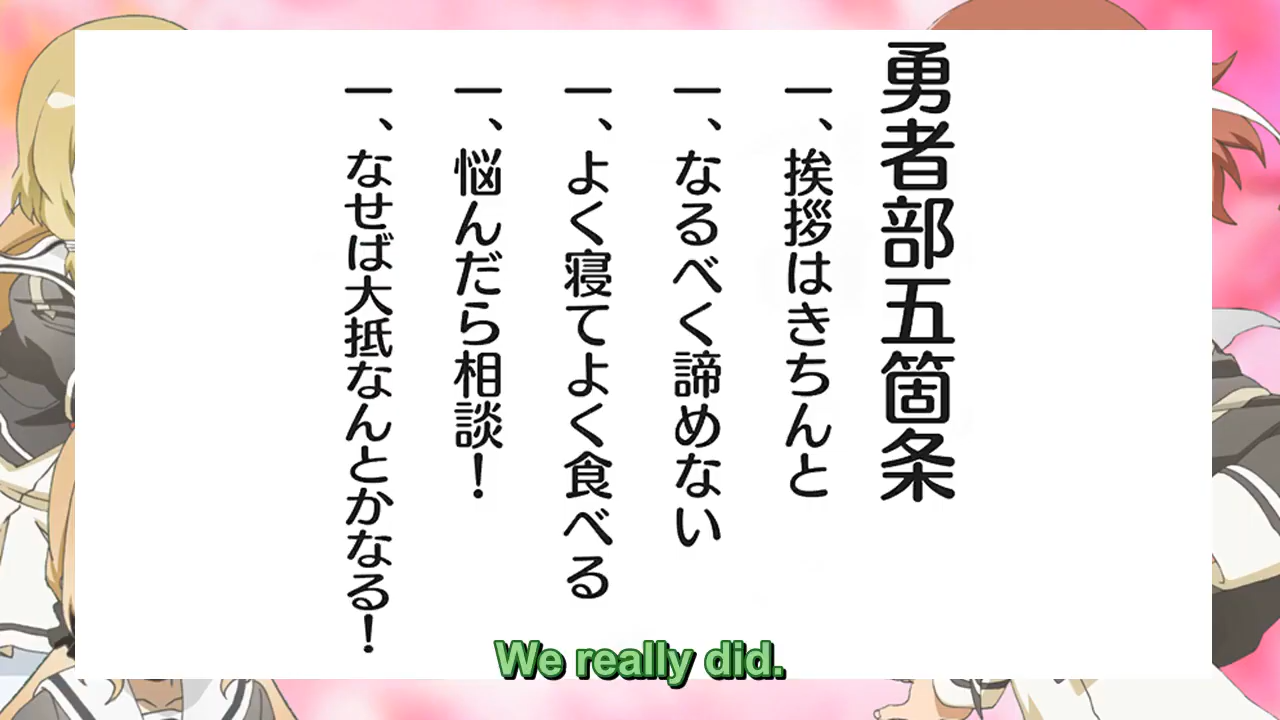 勇者部五箇条
一、挨拶はきちんと
一、なるべく諦めない
一、よく寝てよく食べる
一、悩んだら相談！
一、なせば大抵なんとかなる！
We really did.